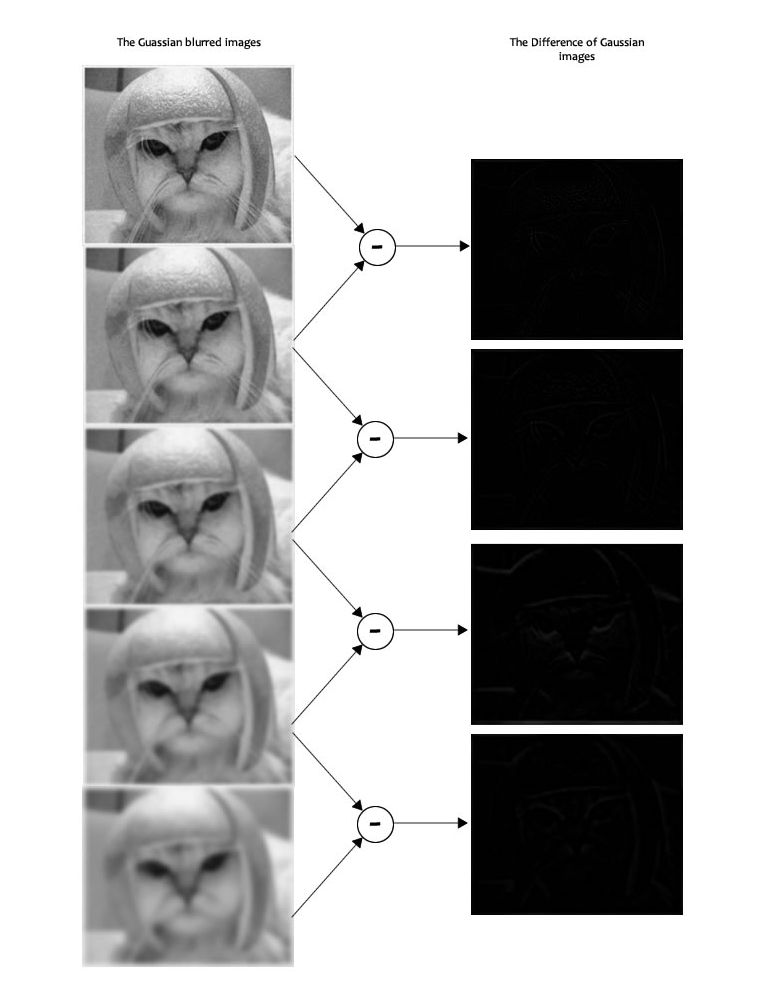 The Guassian blurred images
The Difference of Gaussian
images
-
-
-
-